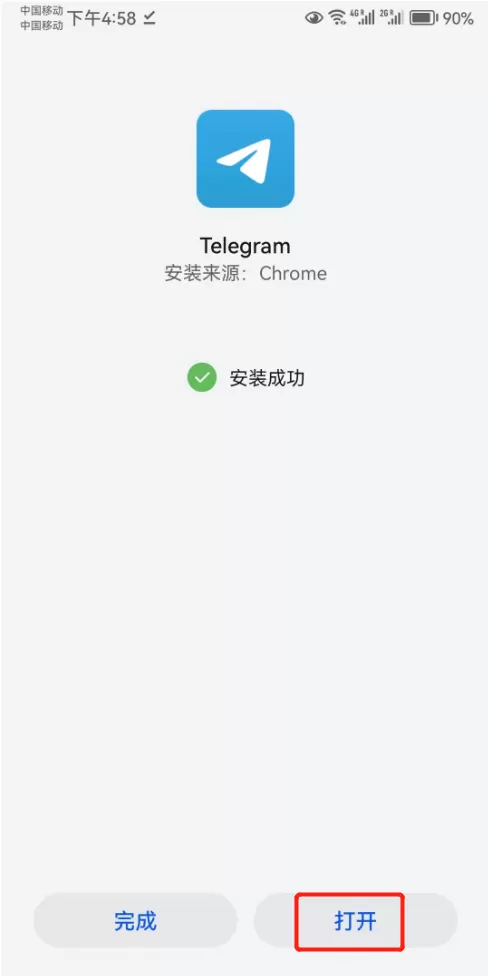 中国移动
中国移动
下午4:58
4G R 2G R 90%
Telegram
安装来源：Chrome
安装成功
完成 打开